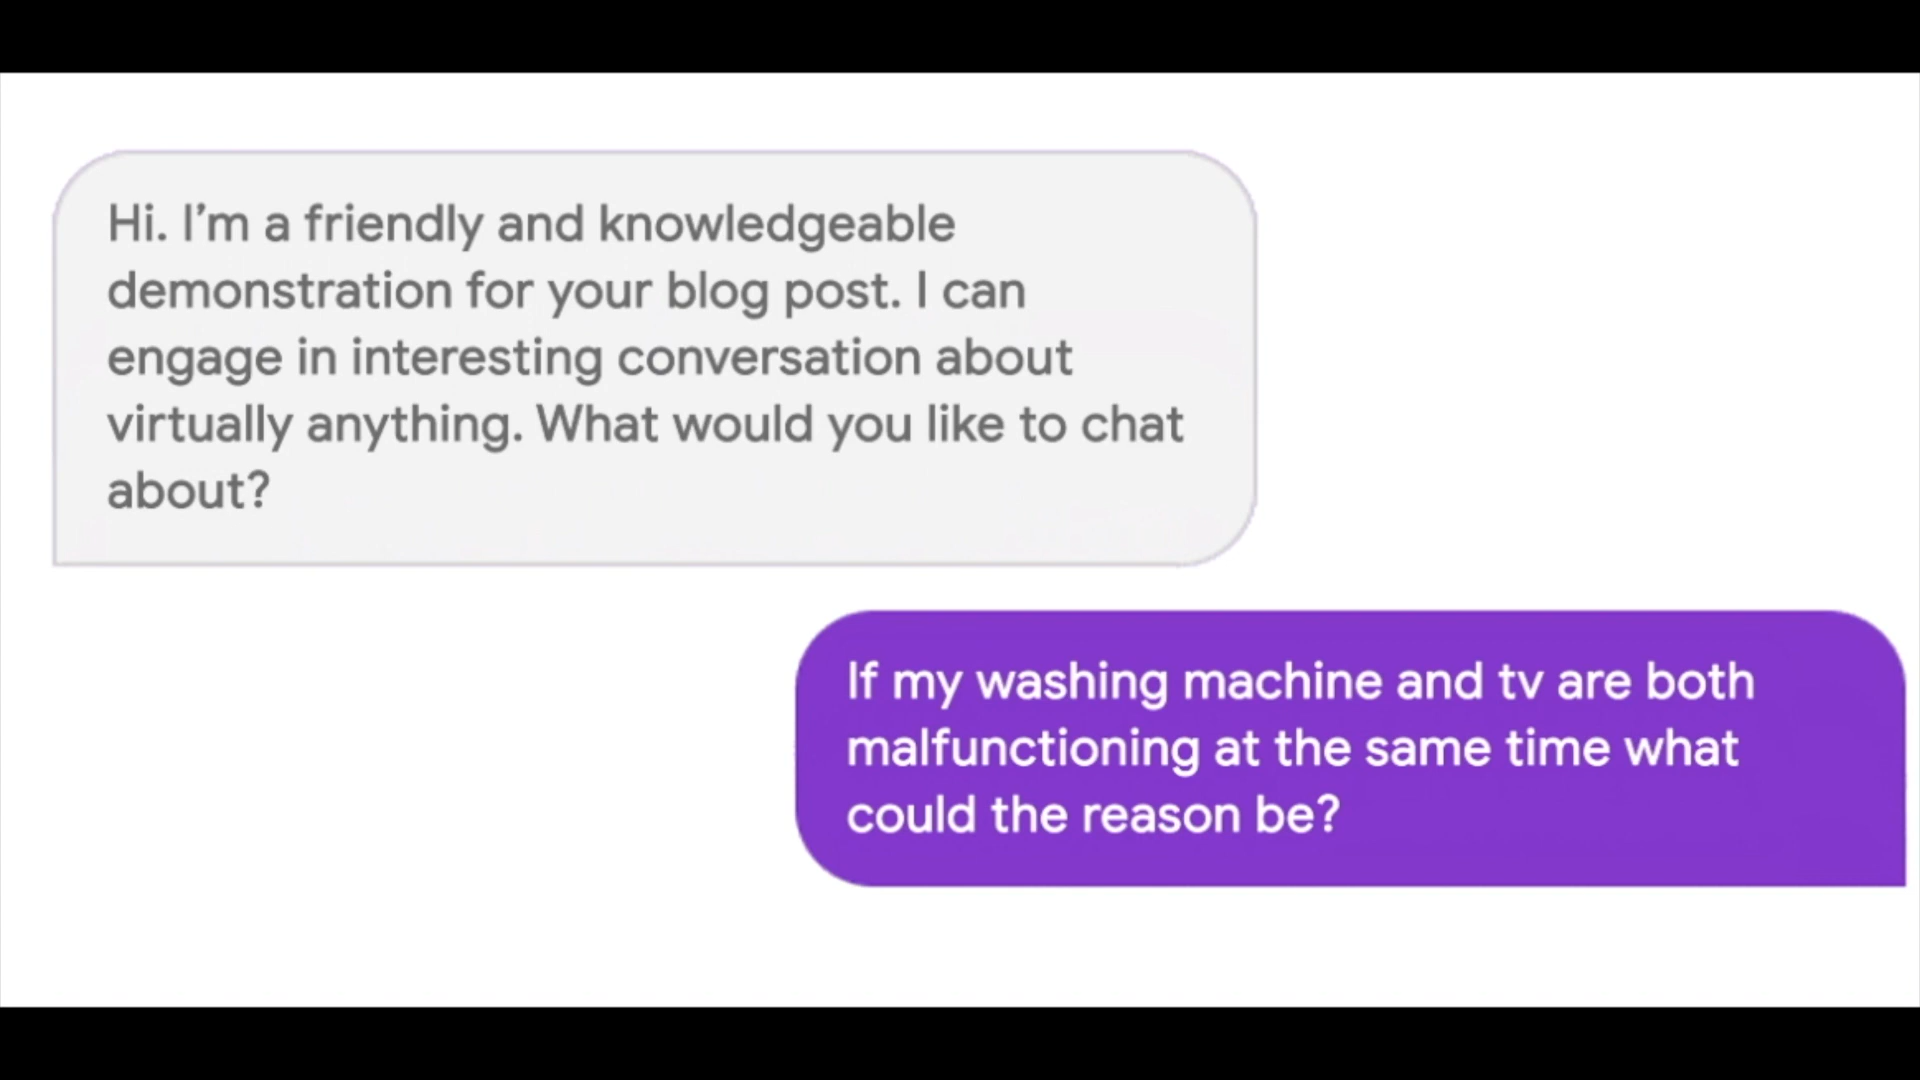 Hi. I’m a friendly and knowledgeable
demonstration for your blog post. I can
engage in interesting conversation about
virtually anything. What would you like to chat
about?
If my washing machine and tv are both
malfunctioning at the same time what
could the reason be?